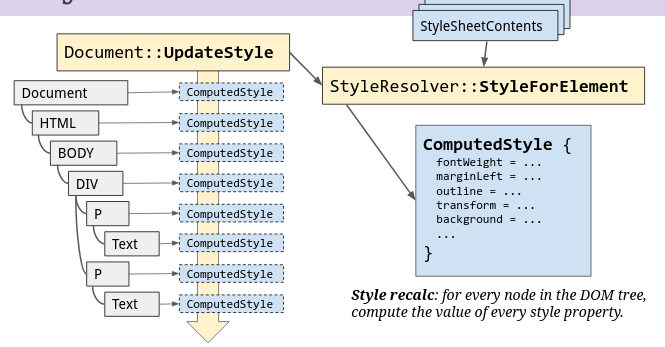 StyleSheetContents
Document::UpdateStyle
StyleResolver::StyleForElement
Document
ComputedStyle
HTML
ComputedStyle
BODY
ComputedStyle
DIV
ComputedStyle
P
ComputedStyle
Text
ComputedStyle
P
ComputedStyle
Text
ComputedStyle
ComputedStyle {
fontWeight = ...
marginLeft = ...
outline = ...
transform = ...
background = ...
...
}
Style recalc: for every node in the DOM tree,
compute the value of every style property.